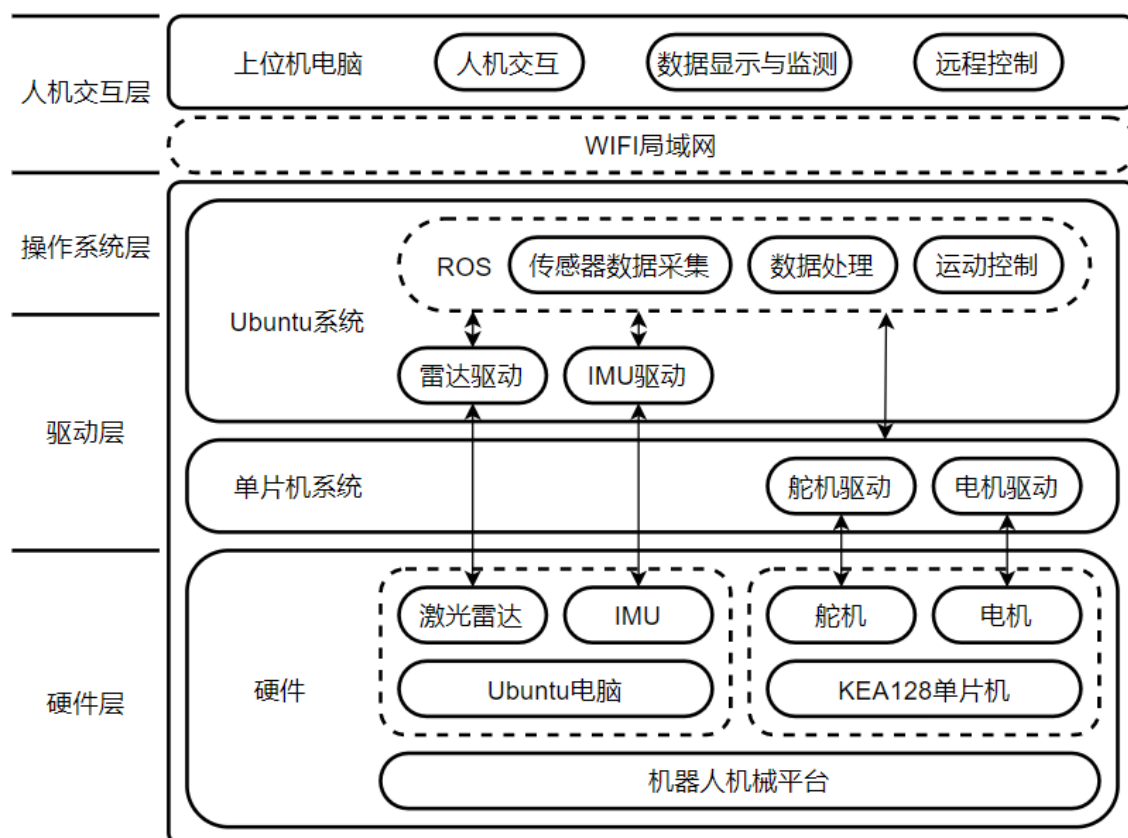 人机交互层
上位机电脑
人机交互
数据显示与监测
远程控制
WIFI局域网
操作系统层
Ubuntu系统
ROS
传感器数据采集
数据处理
运动控制
驱动层
雷达驱动
IMU驱动
单片机系统
舵机驱动
电机驱动
硬件层
硬件
激光雷达
IMU
舵机
电机
Ubuntu电脑
KEA128单片机
机器人机械平台